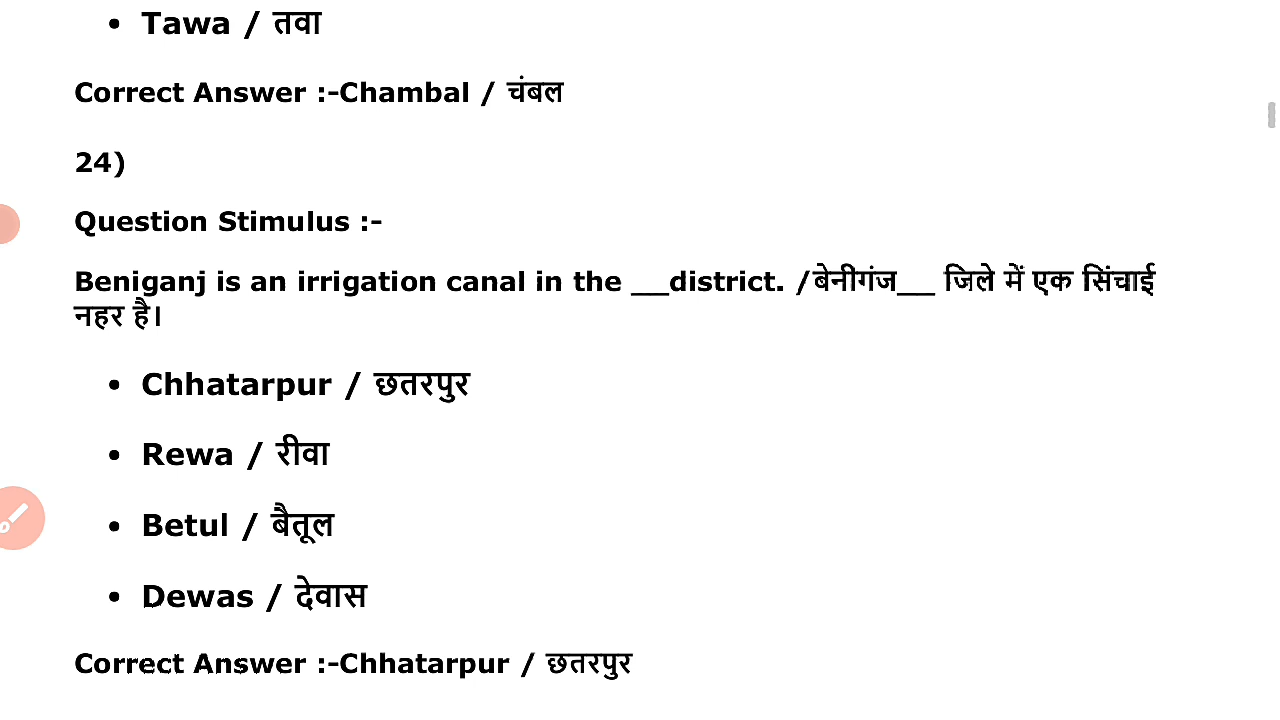 • Tawa / तवा
Correct Answer :-Chambal / चंबल
24)
Question Stimulus :-
Beniganj is an irrigation canal in the __district. /बेनीगंज__ जिले में एक सिंचाई
नहर है।
• Chhatarpur / छतरपुर
• Rewa / रीवा
• Betul / बैतूल
• Dewas / देवास
Correct Answer :-Chhatarpur / छतरपुर